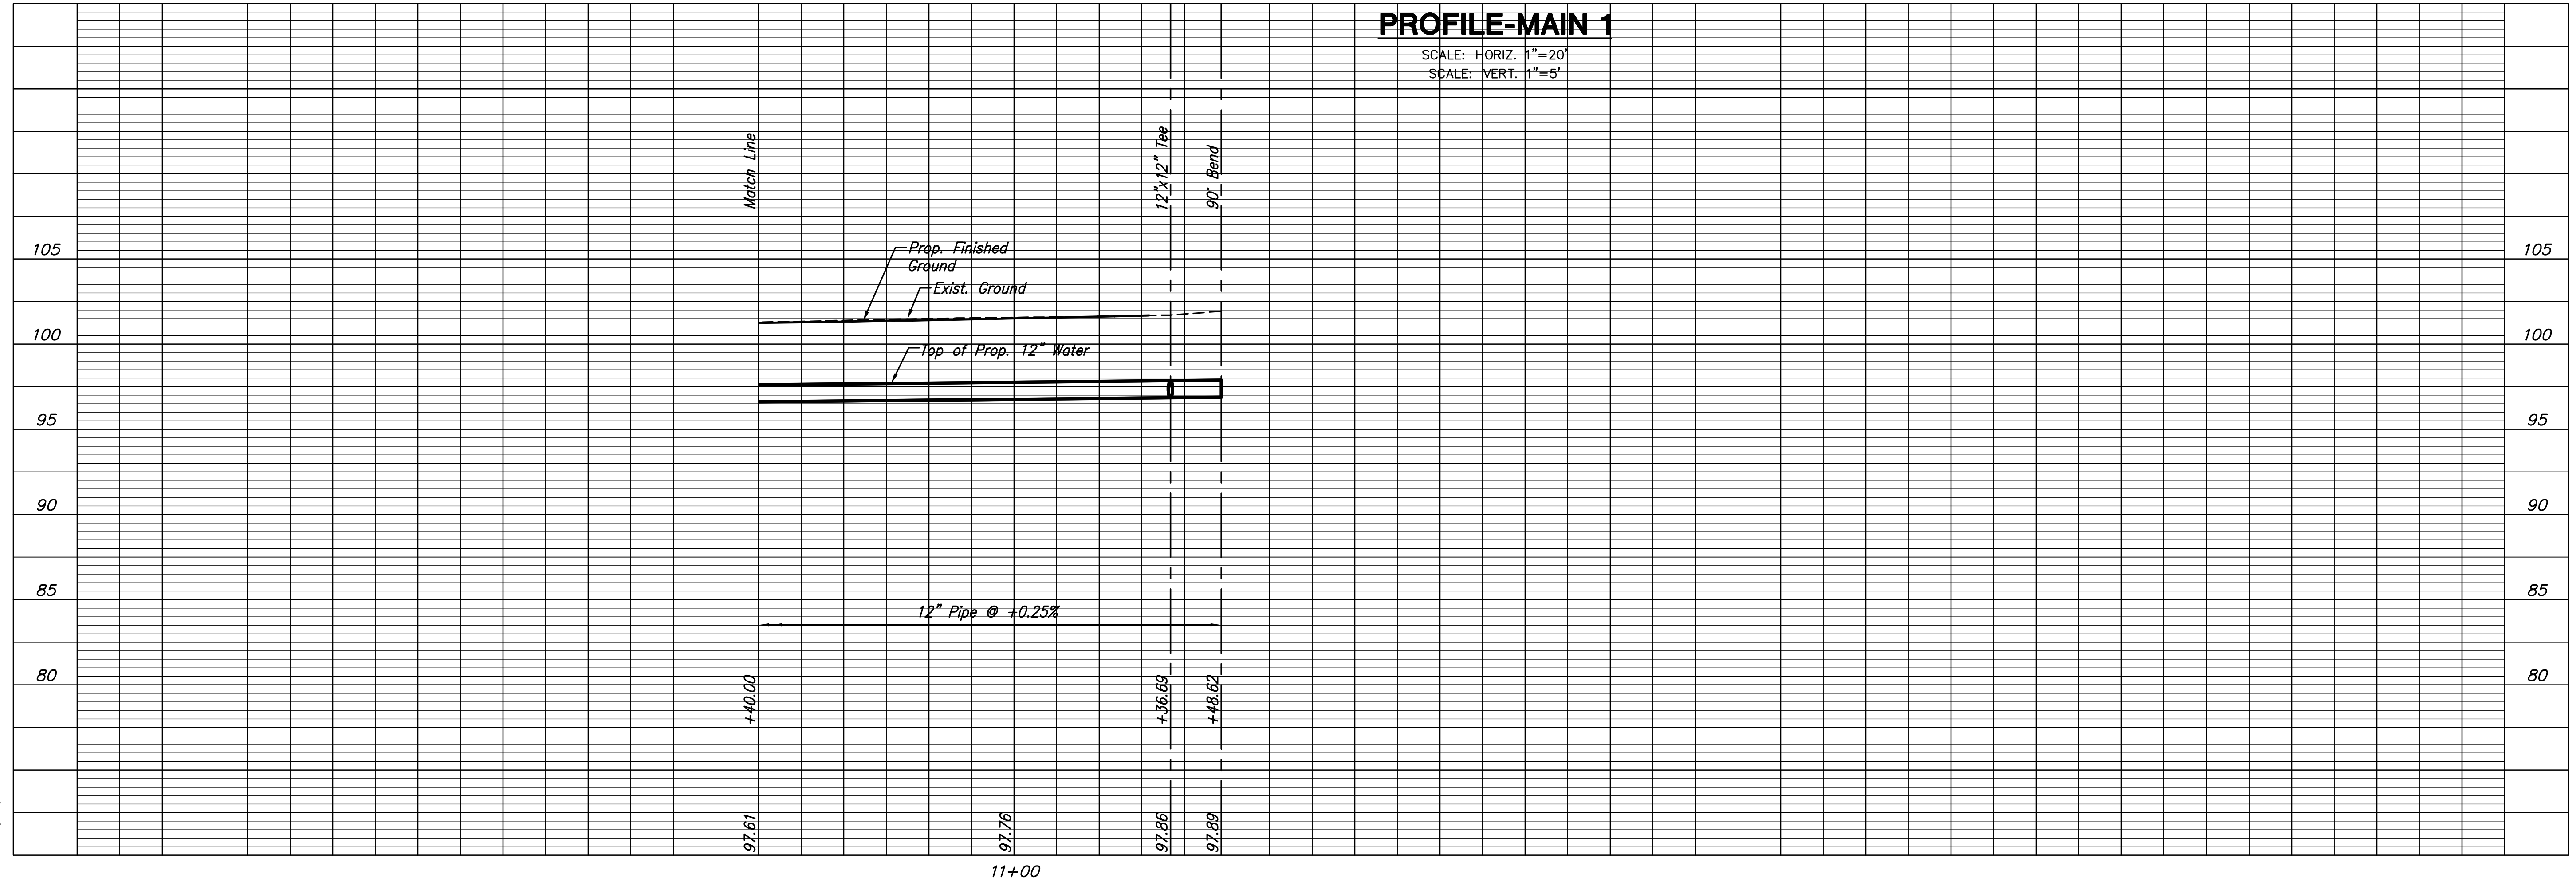 PROFILE-MAIN 1
SCALE: HORIZ. 1"=20'
SCALE: VERT. 1"=5'
Match Line
12"x12" Tee
90° Bend
105
Prop. Finished
Ground
105
Exist. Ground
100
100
Top of Prop. 12" Water
95
95
90
90
85
85
12" Pipe @ +0.25%
80
80
+40.00
+36.69
+48.62
97.61
97.76
97.86
97.89
11+00